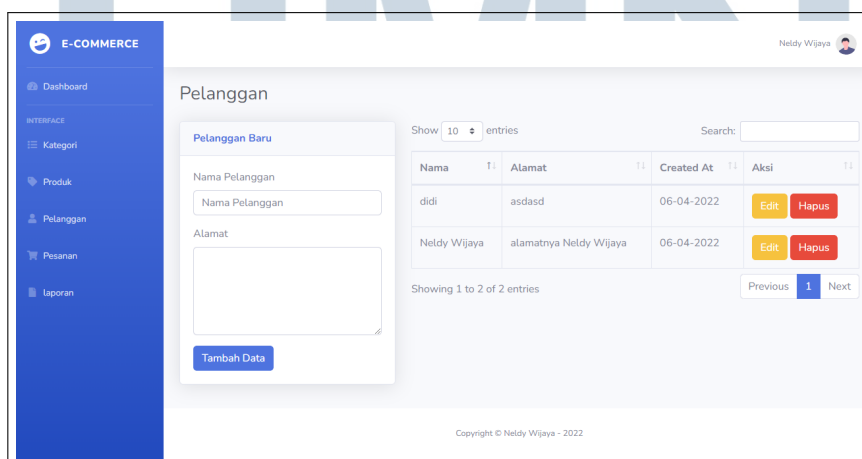 E-COMMERCE
Neldy Wijaya
Dashboard
INTERFACE
Kategori
Produk
Pelanggan
Pesanan
laporan
Pelanggan
Pelanggan Baru
Nama Pelanggan
Nama Pelanggan
Alamat
Tambah Data
Show 10 entries
Search:
Nama Alamat Created At Aksi
didi asdasd 06-04-2022 Edit Hapus
Neldy Wijaya alamatnya Neldy Wijaya 06-04-2022 Edit Hapus
Showing 1 to 2 of 2 entries
Previous 1 Next
Copyright © Neldy Wijaya - 2022